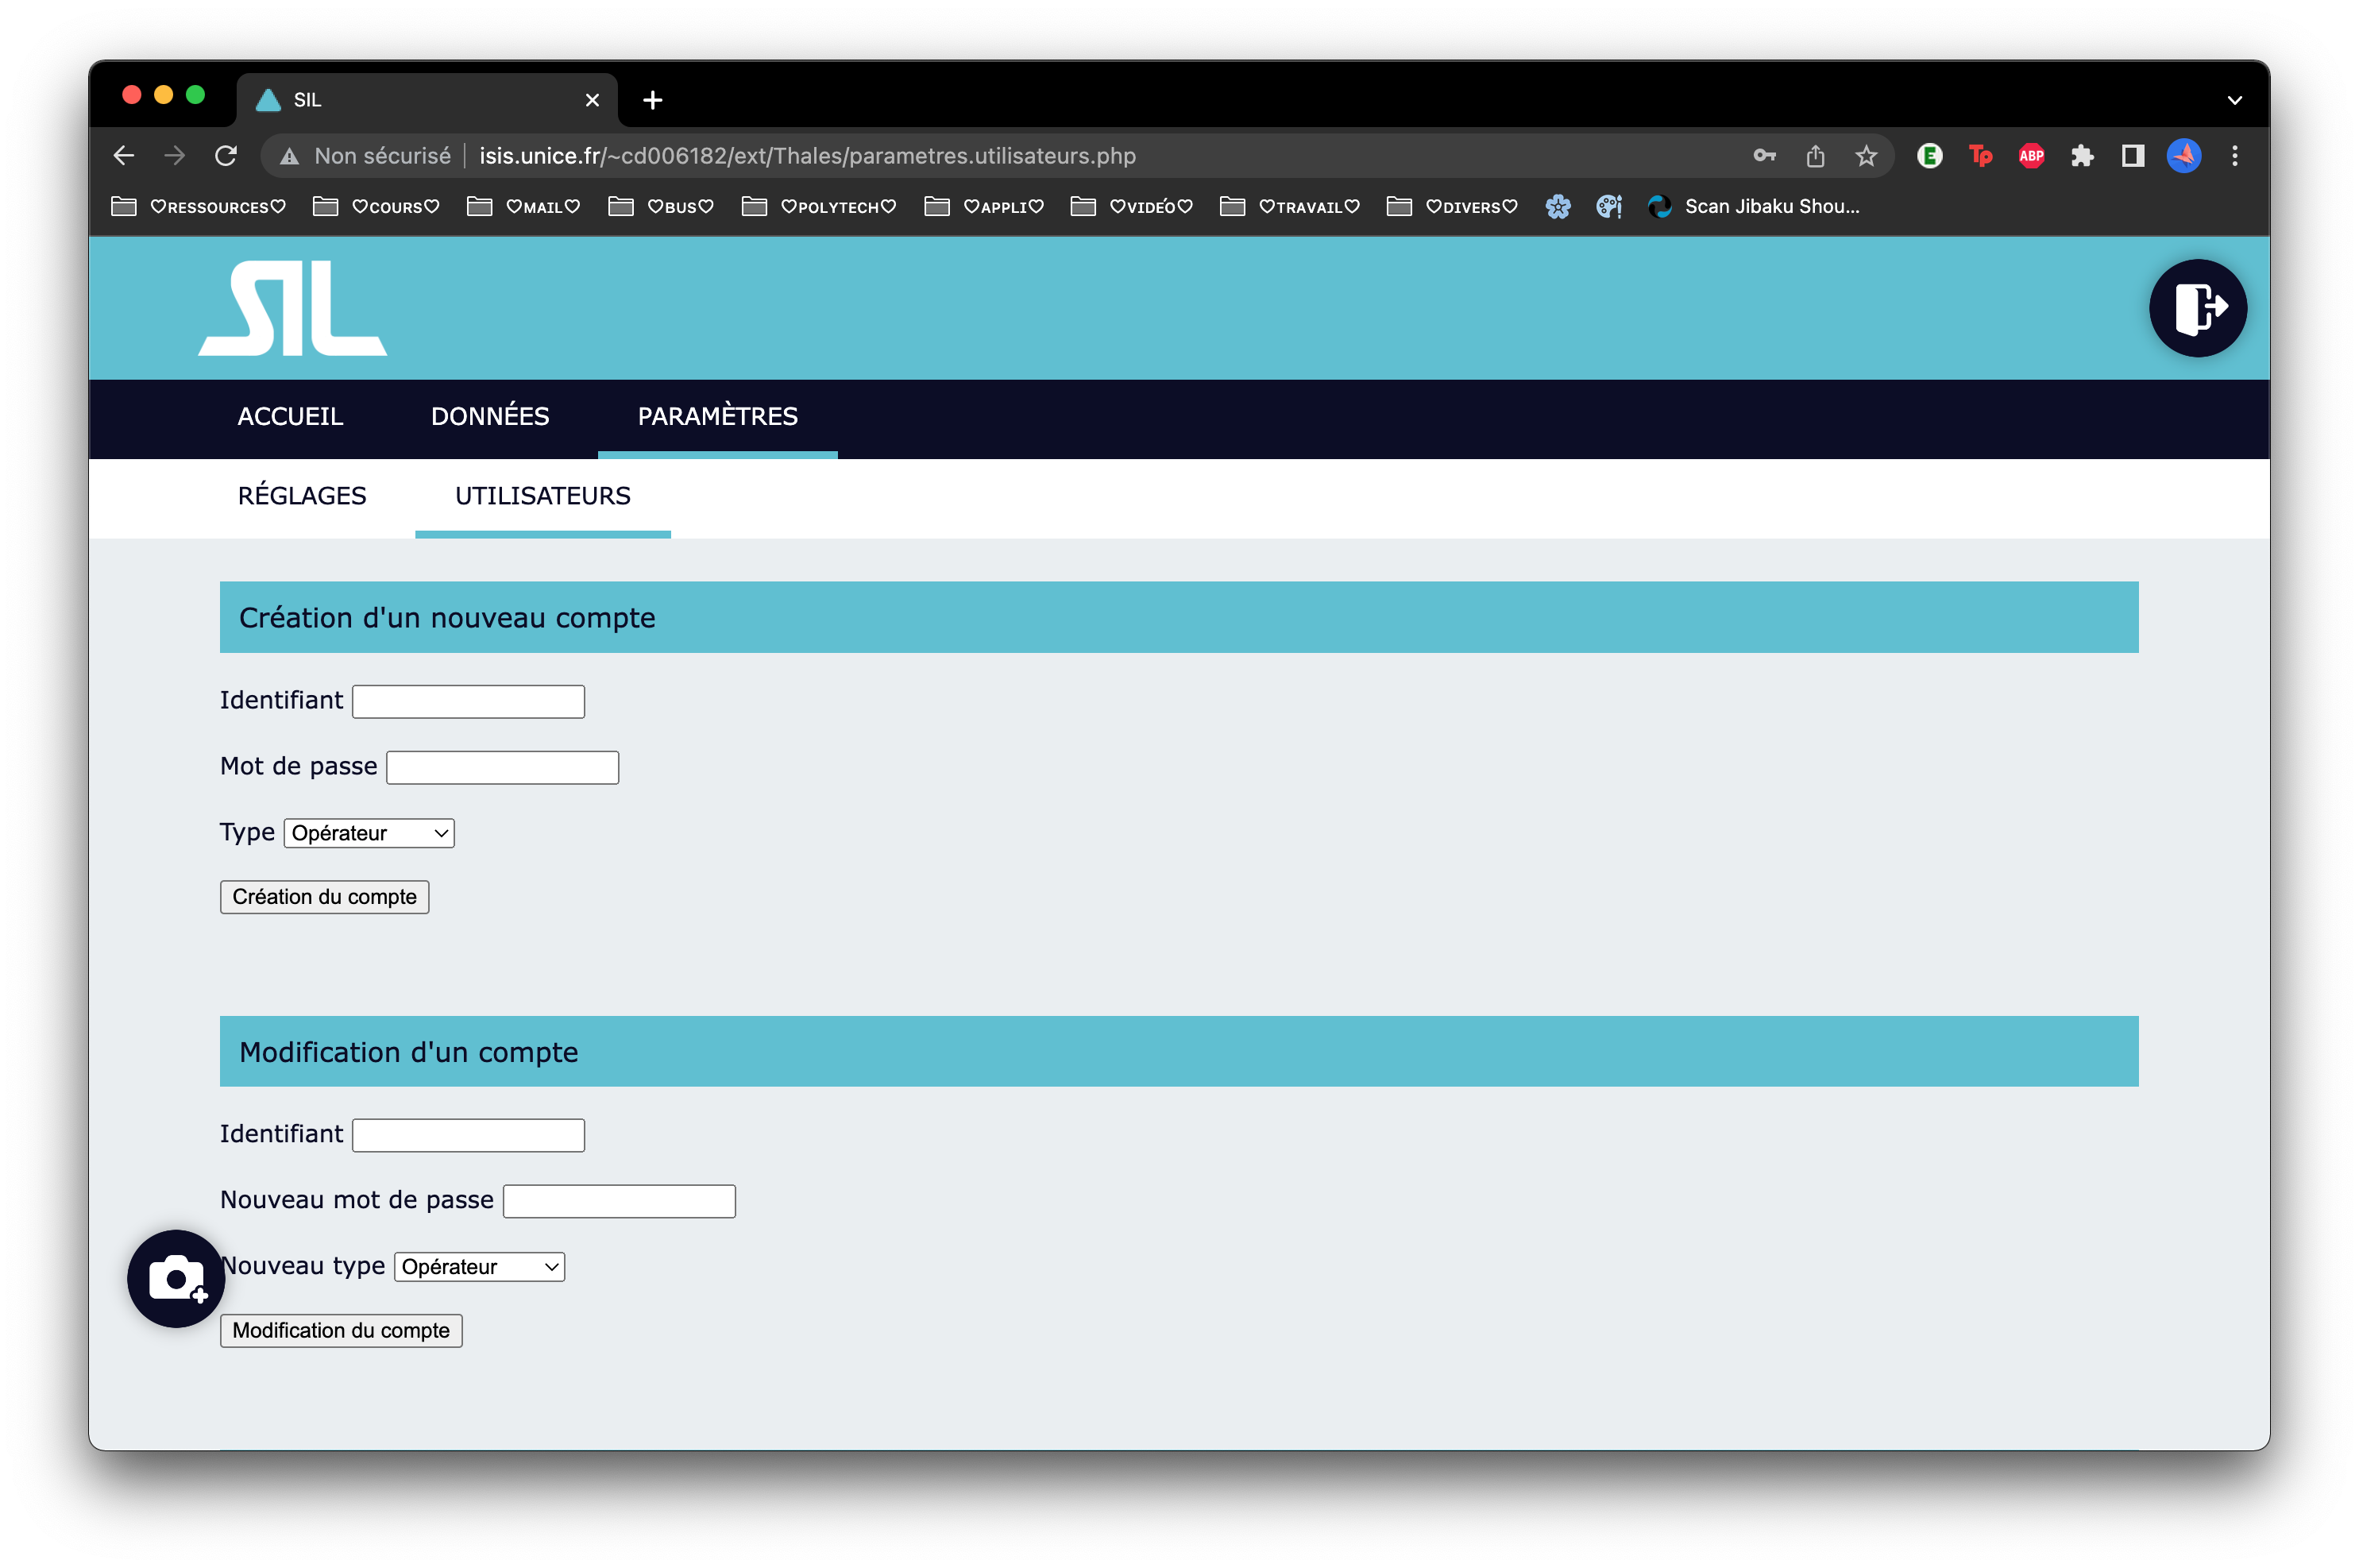 SIL
Non sécurisé isis.unice.fr/~cd006182/ext/Thales/parametres.utilisateurs.php
E Tp ABP
♡RESSOURCES♡ ♡COURS♡ ♡MAIL♡ ♡BUS♡ ♡POLYTECH♡ ♡APPLI♡ ♡VIDÉO♡ ♡TRAVAIL♡ ♡DIVERS♡ Scan Jibaku Shou...
SIL
ACCUEIL DONNÉES PARAMÈTRES
RÉGLAGES UTILISATEURS
Création d'un nouveau compte
Identifiant
Mot de passe
Type Opérateur
Création du compte
Modification d'un compte
Identifiant
Nouveau mot de passe
Nouveau type Opérateur
Modification du compte